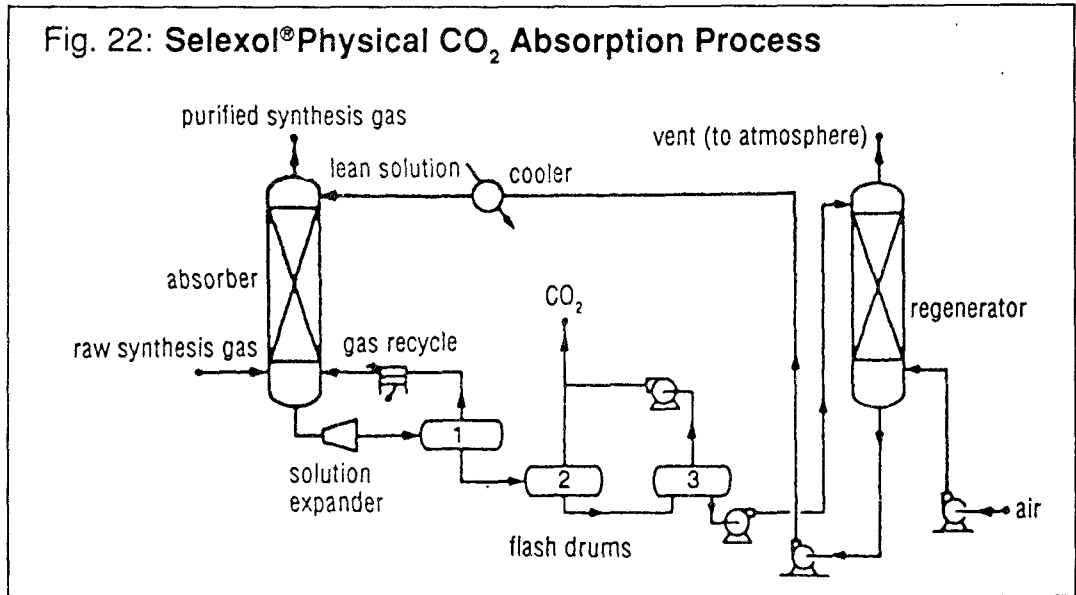 Fig. 22: Selexol®Physical CO₂ Absorption Process
purified synthesis gas
vent (to atmosphere)
lean solution
cooler
absorber
CO₂
regenerator
raw synthesis gas
gas recycle
1
2
3
solution
expander
air
flash drums